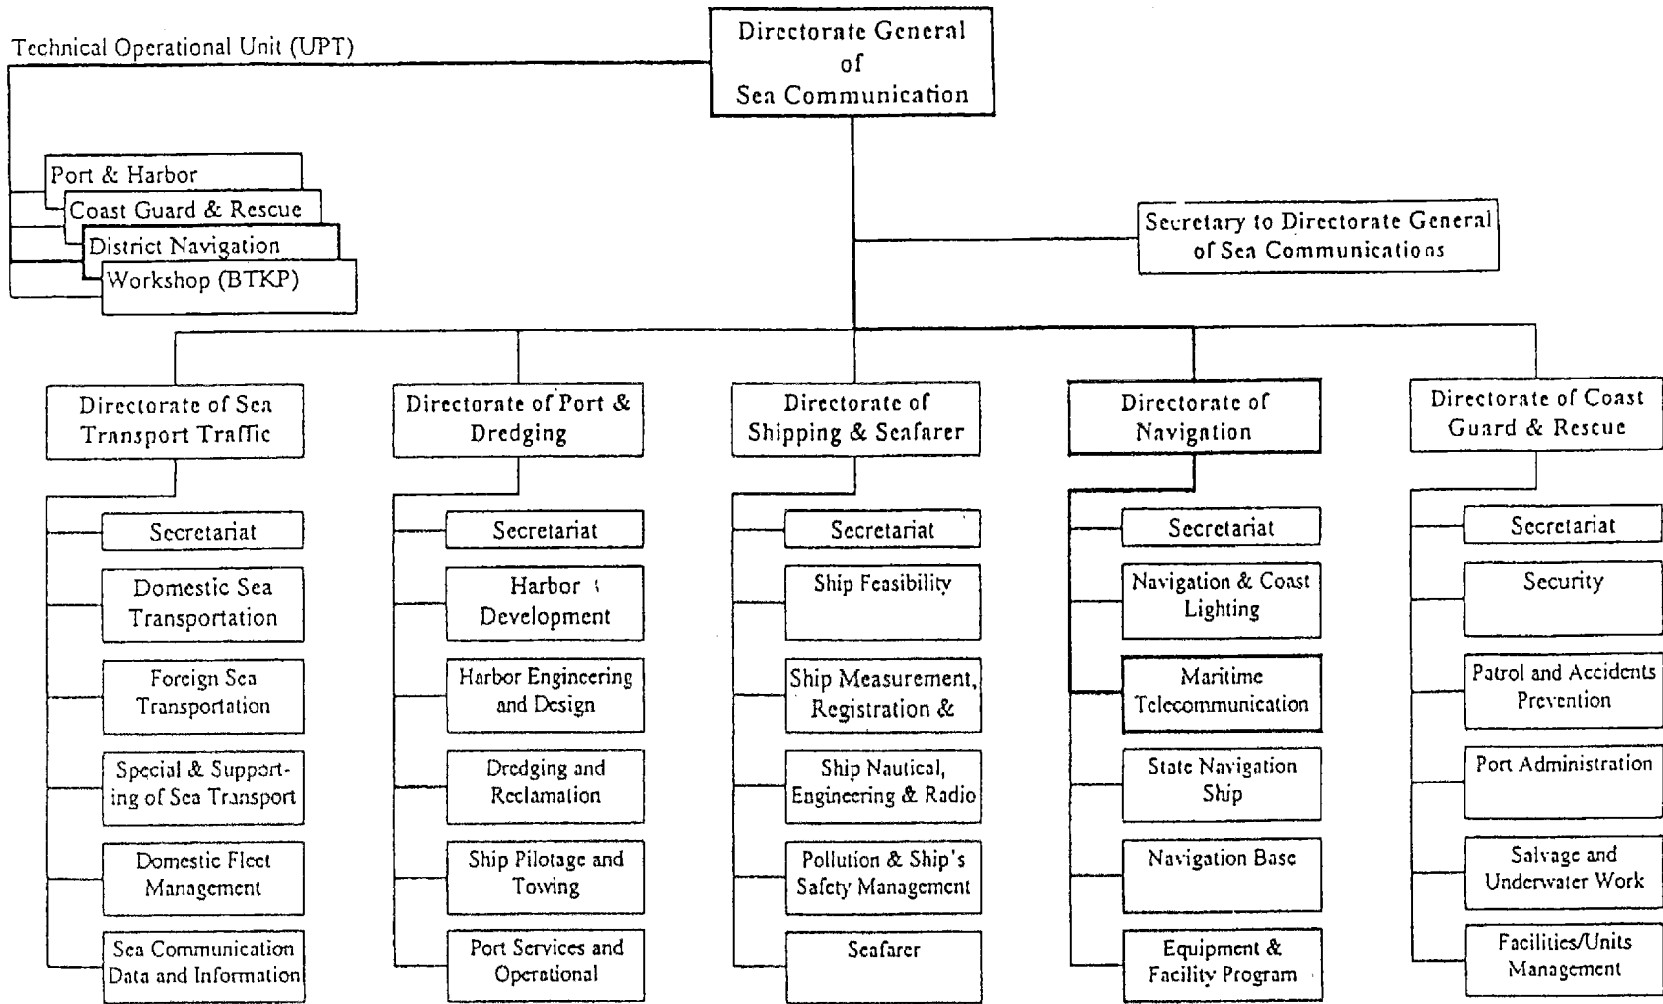 Directorate General
of
Sea Communication
Technical Operational Unit (UPT)
Port & Harbor
Coast Guard & Rescue
District Navigation
Workshop (BTKP)
Secretary to Directorate General
of Sea Communications
Directorate of Sea
Transport Traffic
Secretariat
Domestic Sea
Transportation
Foreign Sea
Transportation
Special & Support-
ing of Sea Transport
Domestic Fleet
Management
Sea Communication
Data and Information
Directorate of Port &
Dredging
Secretariat
Harbor
Development
Harbor Engineering
and Design
Dredging and
Reclamation
Ship Pilotage and
Towing
Port Services and
Operational
Directorate of
Shipping & Seafarer
Secretariat
Ship Feasibility
Ship Measurement,
Registration &
Ship Nautical,
Engineering & Radio
Pollution & Ship's
Safety Management
Seafarer
Directorate of
Navigation
Secretariat
Navigation & Coast
Lighting
Maritime
Telecommunication
State Navigation
Ship
Navigation Base
Equipment &
Facility Program
Directorate of Coast
Guard & Rescue
Secretariat
Security
Patrol and Accidents
Prevention
Port Administration
Salvage and
Underwater Work
Facilities/Units
Management